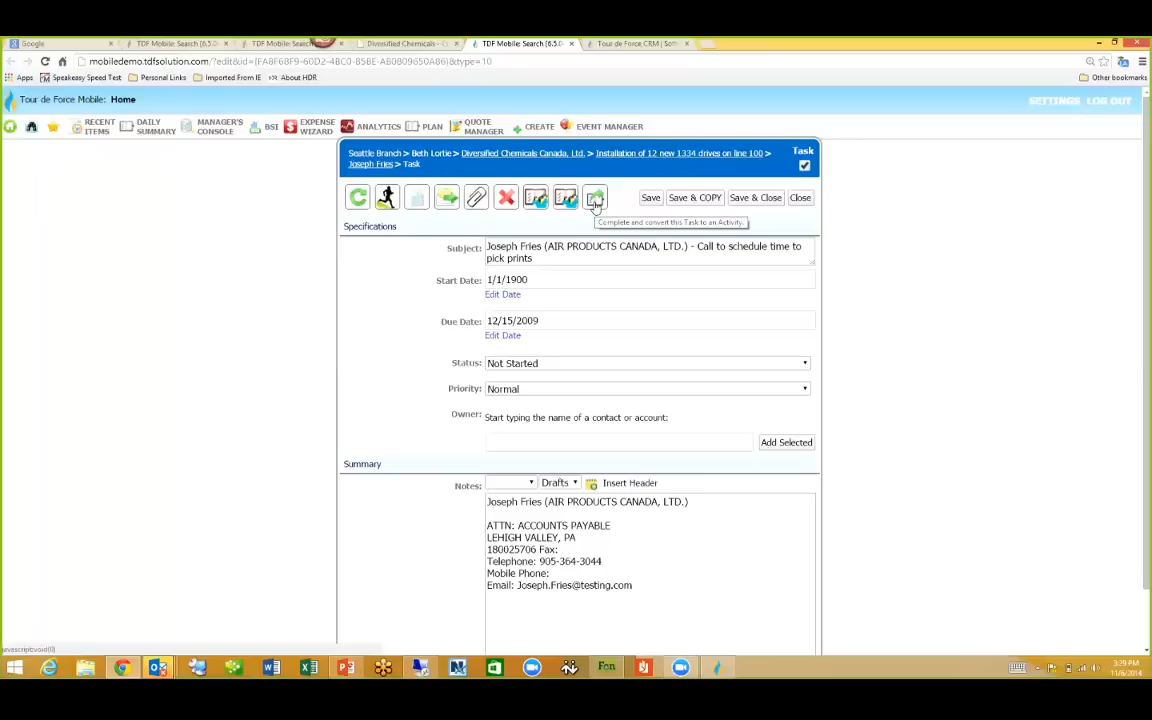 Google
TDF Mobile: Search [6.5.0
TDF Mobile: Search
Diversified Chemicals - C
TDF Mobile: Search [6.5.0
Tour de Force CRM | Sof
mobiledemo.tdfsolution.com/?edit&id={FA8F68F9-60D2-4BC0-85BE-AB0B09650A86}&type=10
Apps
Speakeasy Speed Test
Personal Links
Imported From IE
About HDR
Other bookmarks
Tour de Force Mobile: Home
SETTINGS LOG OUT
RECENT ITEMS
DAILY SUMMARY
MANAGER'S CONSOLE
BSI
EXPENSE WIZARD
ANALYTICS
PLAN
QUOTE MANAGER
CREATE
EVENT MANAGER
Seattle Branch > Beth Lortie > Diversified Chemicals Canada, Ltd. > Installation of 12 new 1334 drives on line 100 >
Joseph Fries > Task
Task
Save
Save & COPY
Save & Close
Close
Complete and convert this Task to an Activity.
Specifications
Subject: Joseph Fries (AIR PRODUCTS CANADA, LTD.) - Call to schedule time to
pick prints
Start Date: 1/1/1900
Edit Date
Due Date: 12/15/2009
Edit Date
Status: Not Started
Priority: Normal
Owner: Start typing the name of a contact or account:
Add Selected
Summary
Notes:
Drafts
Insert Header
Joseph Fries (AIR PRODUCTS CANADA, LTD.)
ATTN: ACCOUNTS PAYABLE
LEHIGH VALLEY, PA
180025706 Fax:
Telephone: 905-364-3044
Mobile Phone:
Email: Joseph.Fries@testing.com
javascript:void(0)
Fon
3:29 PM
11/6/2014